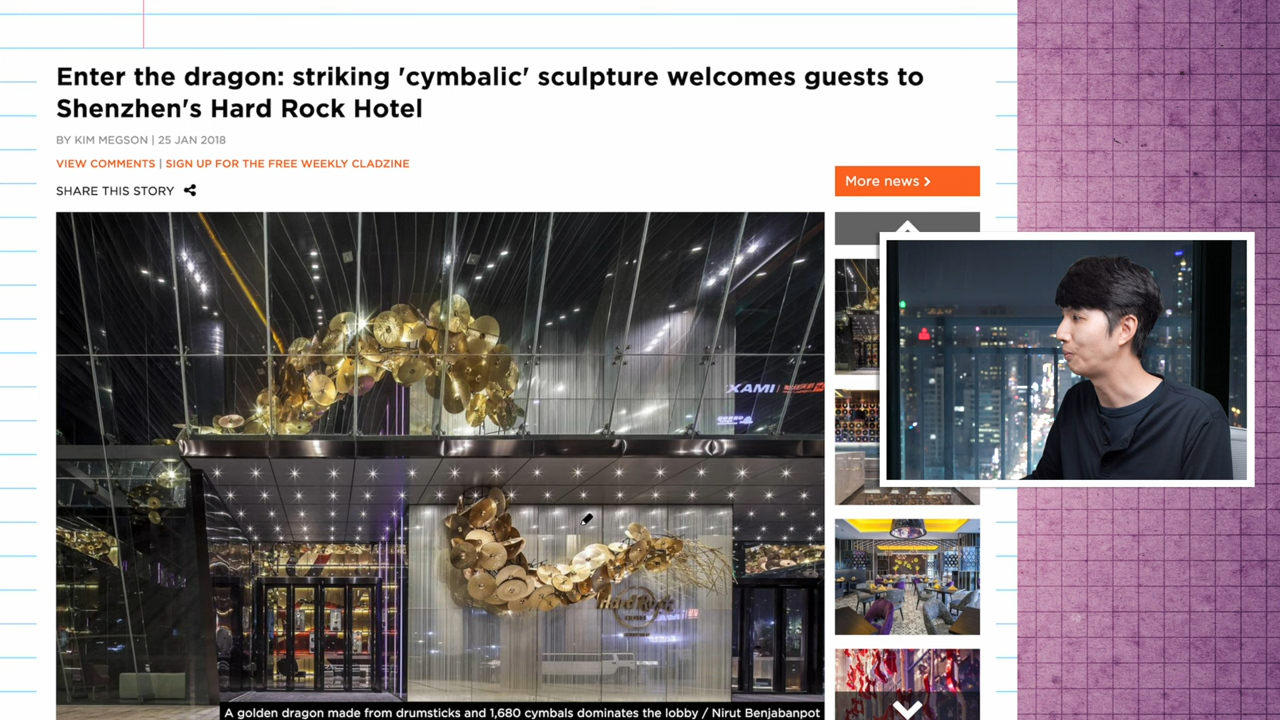 Enter the dragon: striking 'cymbalic' sculpture welcomes guests to
Shenzhen's Hard Rock Hotel
BY KIM MEGSON | 25 JAN 2018
VIEW COMMENTS | SIGN UP FOR THE FREE WEEKLY CLADZINE
SHARE THIS STORY
More news
XAMI
Hard Rock
A golden dragon made from drumsticks and 1,680 cymbals dominates the lobby / Nirut Benjabanpot